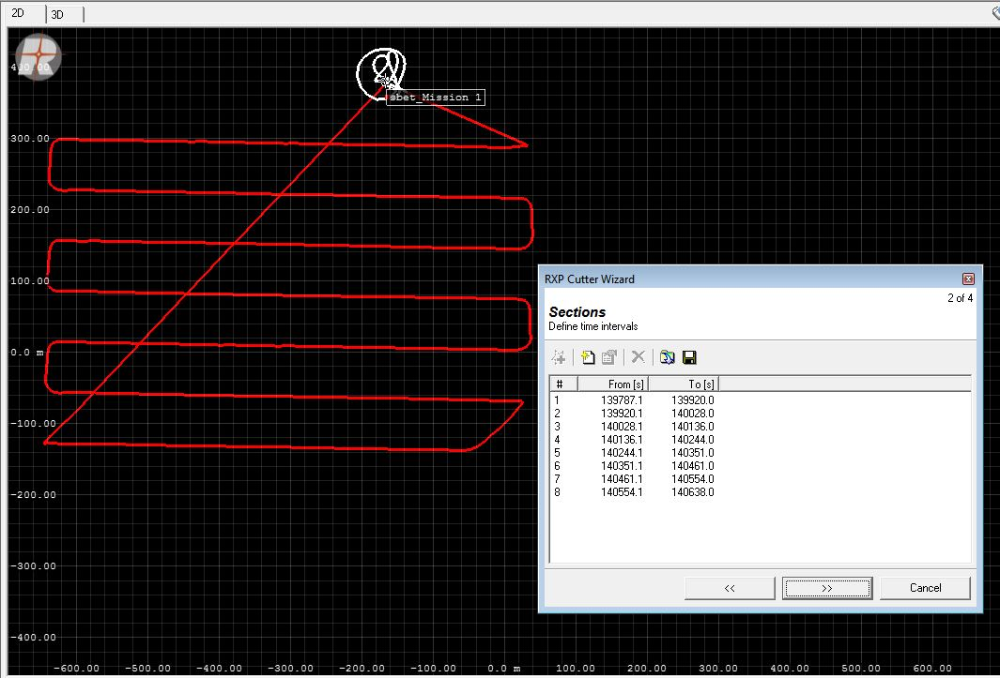 2D 3D
400.00
sbet_Mission 1
300.00
200.00
100.00
0.0 m
-100.00
-200.00
-300.00
-400.00
-600.00 -500.00 -400.00 -300.00 -200.00 -100.00 0.0 m 100.00 200.00 300.00 400.00 500.00 600.00
RXP Cutter Wizard
2 of 4
Sections
Define time intervals
# From [s] To [s]
1 139787.1 139920.0
2 139920.1 140028.0
3 140028.1 140136.0
4 140136.1 140244.0
5 140244.1 140351.0
6 140351.1 140461.0
7 140461.1 140554.0
8 140554.1 140638.0
<< >> Cancel